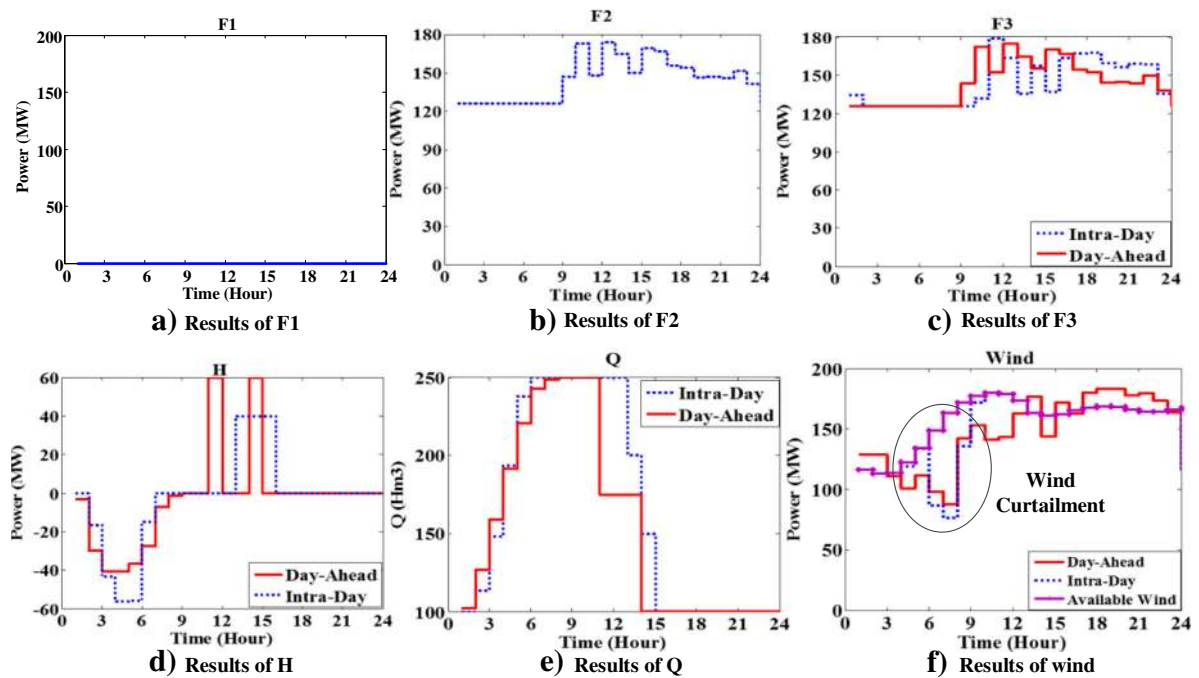 F1
200
150
100
50
0
Power (MW)
0 3 6 9 12 15 18 21 24
Time (Hour)
a) Results of F1
F2
180
150
120
90
60
30
0
Power (MW)
0 3 6 9 12 15 18 21 24
Time (Hour)
b) Results of F2
F3
180
150
120
90
60
30
0
Power (MW)
Intra-Day
Day-Ahead
0 3 6 9 12 15 18 21 24
Time (Hour)
c) Results of F3
H
60
40
20
0
-20
-40
-60
Power (MW)
Day-Ahead
Intra-Day
0 3 6 9 12 15 18 21 24
Time (Hour)
d) Results of H
Q
250
200
150
100
Q (Hm3)
Intra-Day
Day-Ahead
0 3 6 9 12 15 18 21 24
Time (Hour)
e) Results of Q
Wind
200
150
100
50
0
Power (MW)
Wind
Curtailment
Day-Ahead
Intra-Day
Available Wind
0 3 6 9 12 15 18 21 24
Time (Hour)
f) Results of wind